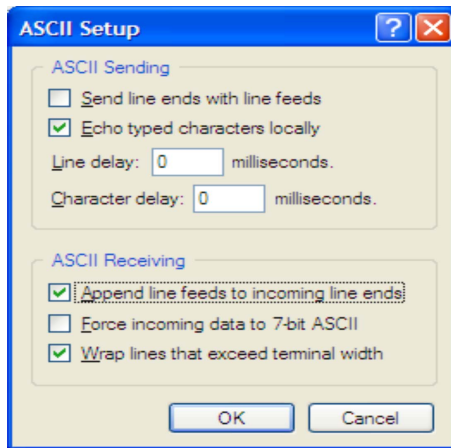 ASCII Setup
ASCII Sending
Send line ends with line feeds
Echo typed characters locally
Line delay: 0 milliseconds.
Character delay: 0 milliseconds.
ASCII Receiving
Append line feeds to incoming line ends
Force incoming data to 7-bit ASCII
Wrap lines that exceed terminal width
OK Cancel